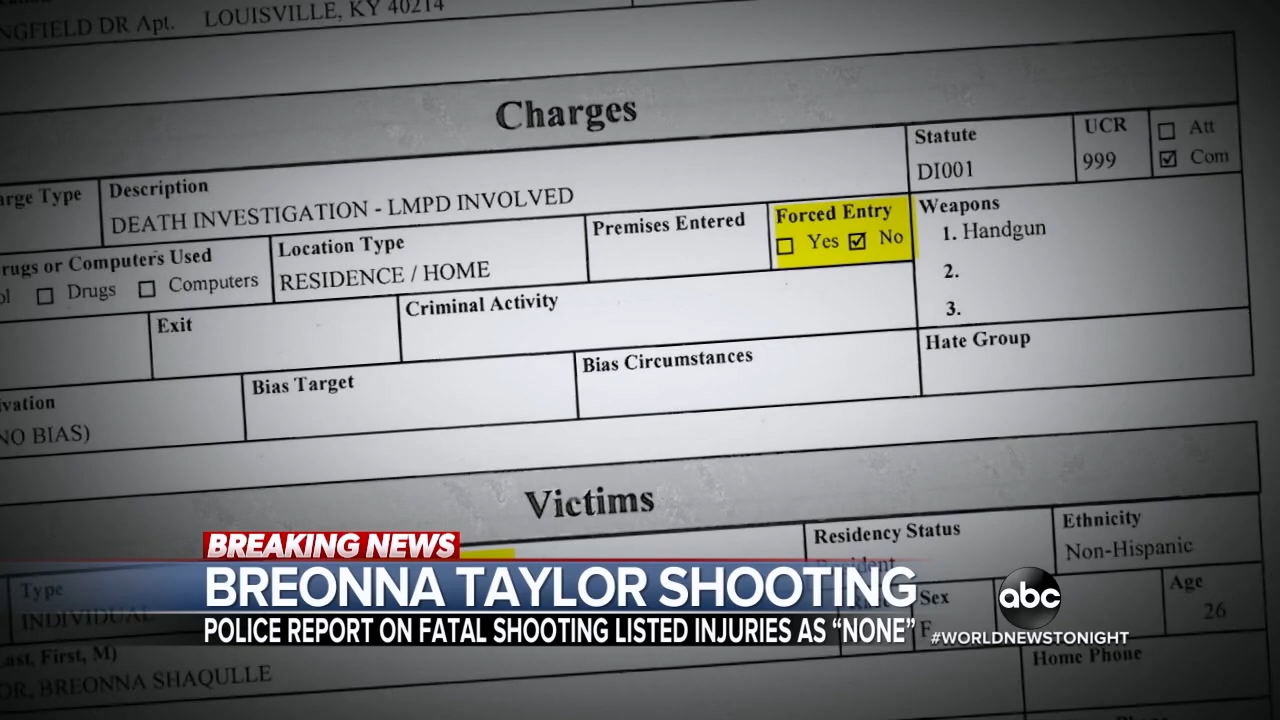 NGFIELD DR Apt. LOUISVILLE, KY 40214
Charges
arge Type Description Statute UCR Att
DEATH INVESTIGATION - LMPD INVOLVED DI001 999 Com
rugs or Computers Used Location Type Premises Entered Forced Entry Weapons
ol Drugs Computers RESIDENCE / HOME Yes No 1. Handgun
2.
3.
Exit Criminal Activity
ivation Bias Target Bias Circumstances Hate Group
NO BIAS)
Victims
Residency Status Ethnicity
Resident Non-Hispanic
BREAKING NEWS
Type Sex Age
INDIVIDUAL F 26
BREONNA TAYLOR SHOOTING
abc
POLICE REPORT ON FATAL SHOOTING LISTED INJURIES AS “NONE”
#WORLDNEWSTONIGHT
ast, First, M) Home Phone
OR, BREONNA SHAQULLE